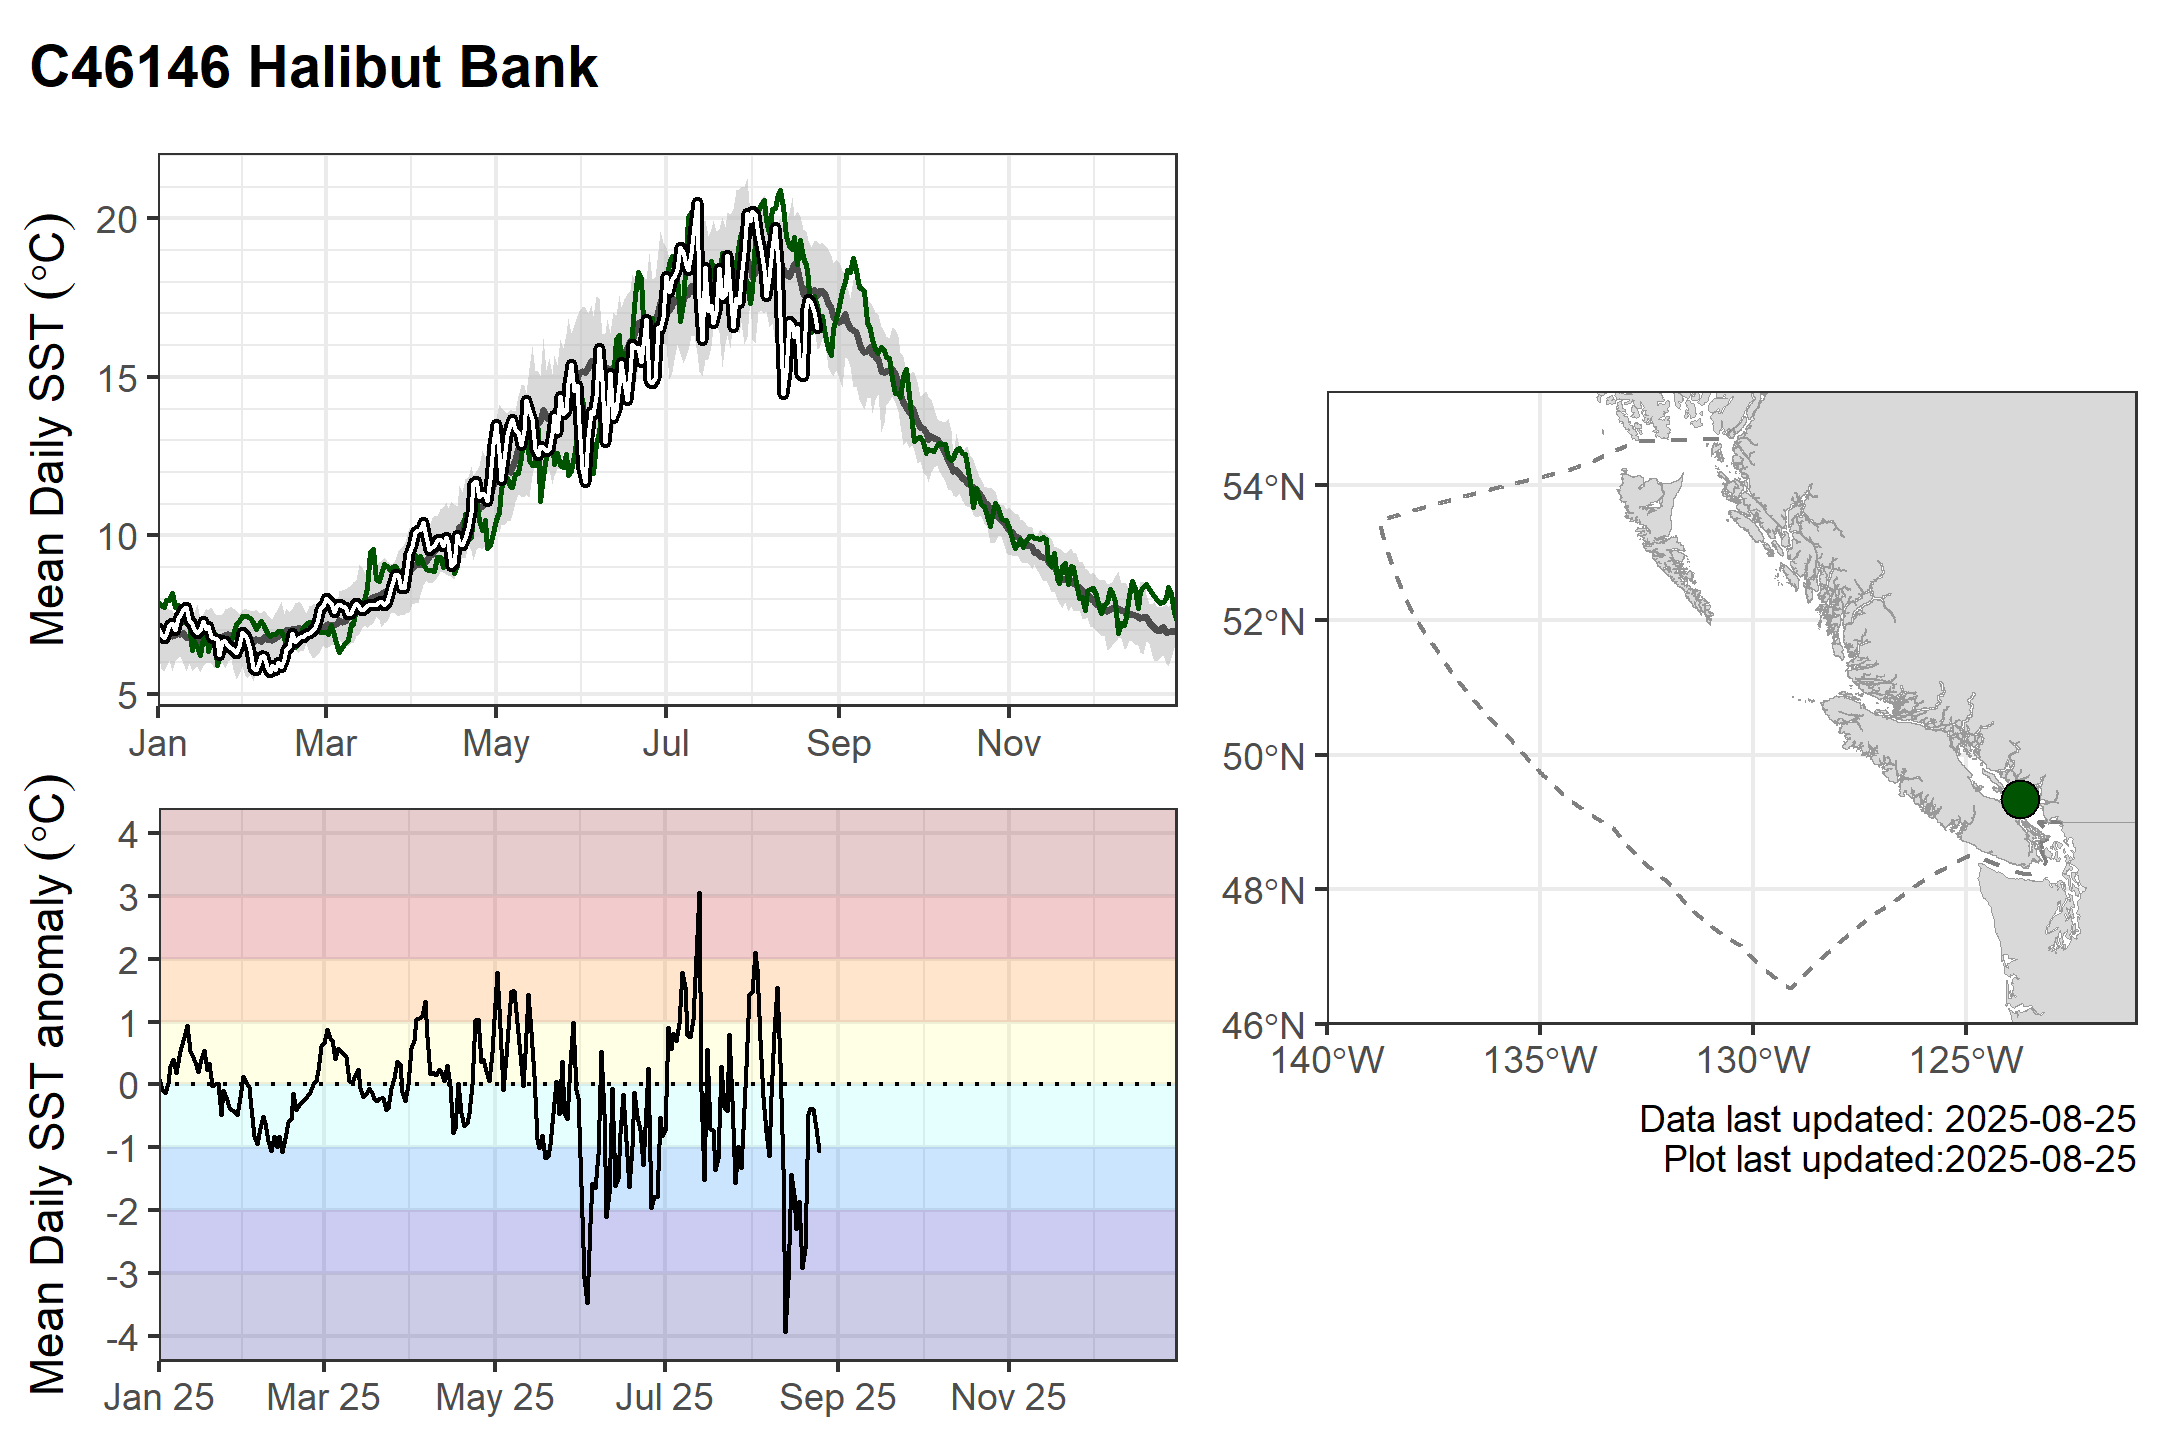 C46146 Halibut Bank
Mean Daily SST (°C)
20
15
10
5
Jan Mar May Jul Sep Nov
Mean Daily SST anomaly (°C)
4
3
2
1
0
-1
-2
-3
-4
Jan 25 Mar 25 May 25 Jul 25 Sep 25 Nov 25
54°N
52°N
50°N
48°N
46°N
140°W 135°W 130°W 125°W
Data last updated: 2025-08-25
Plot last updated:2025-08-25